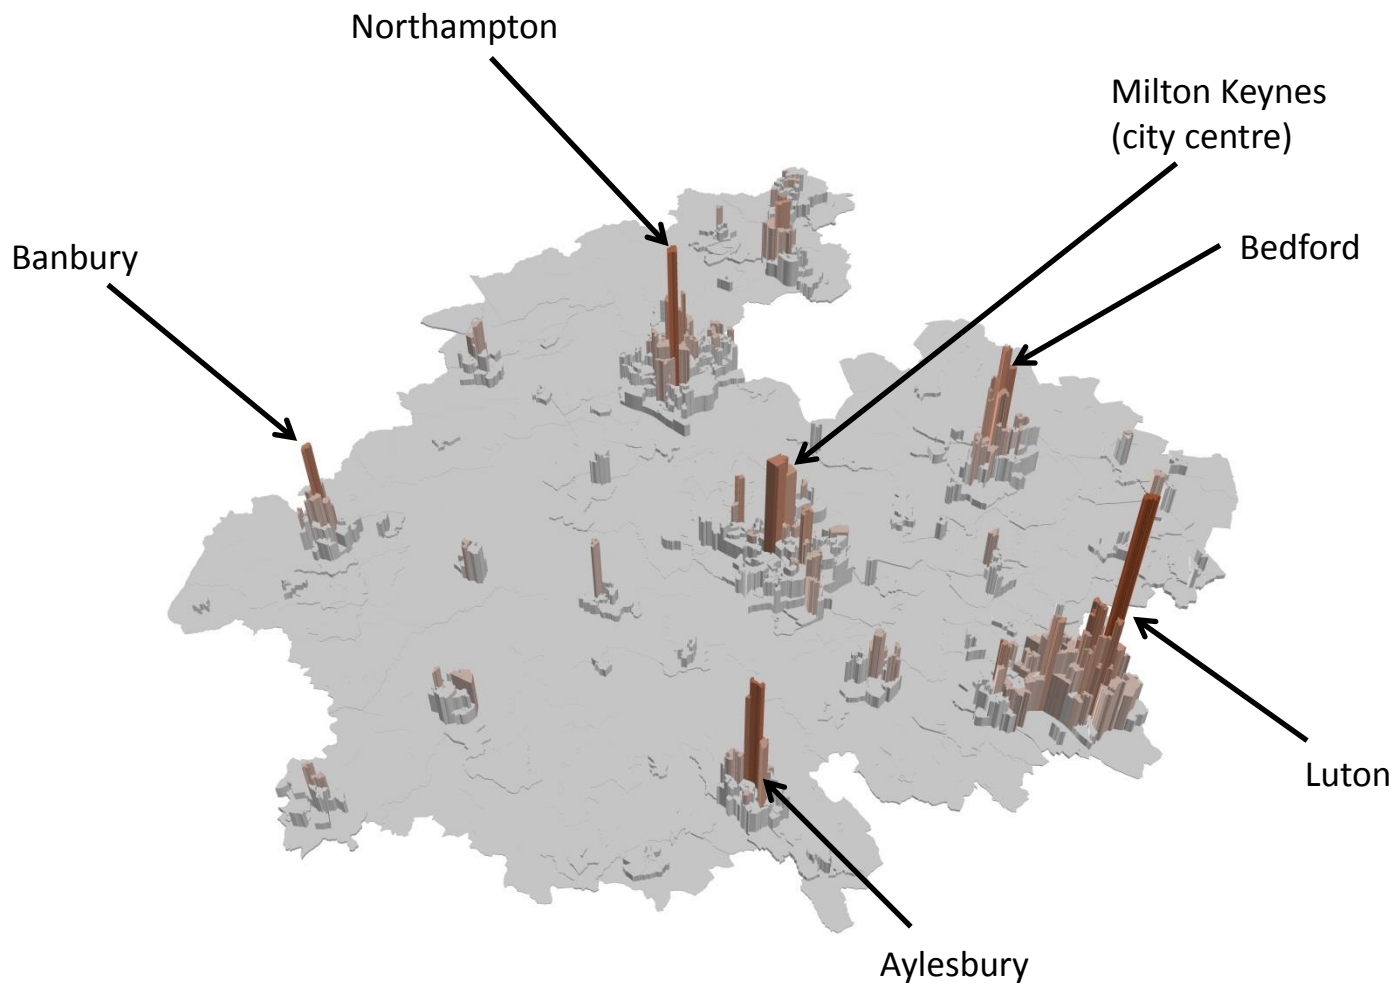 Northampton
Milton Keynes
(city centre)
Banbury
Bedford
Luton
Aylesbury